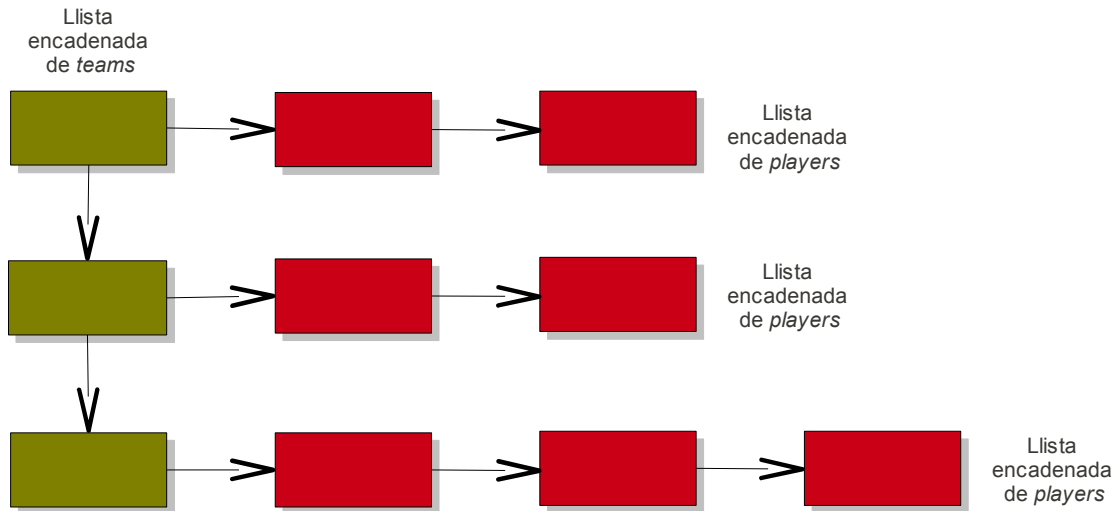 Llista
encadenada
de teams
Llista
encadenada
de players
Llista
encadenada
de players
Llista
encadenada
de players